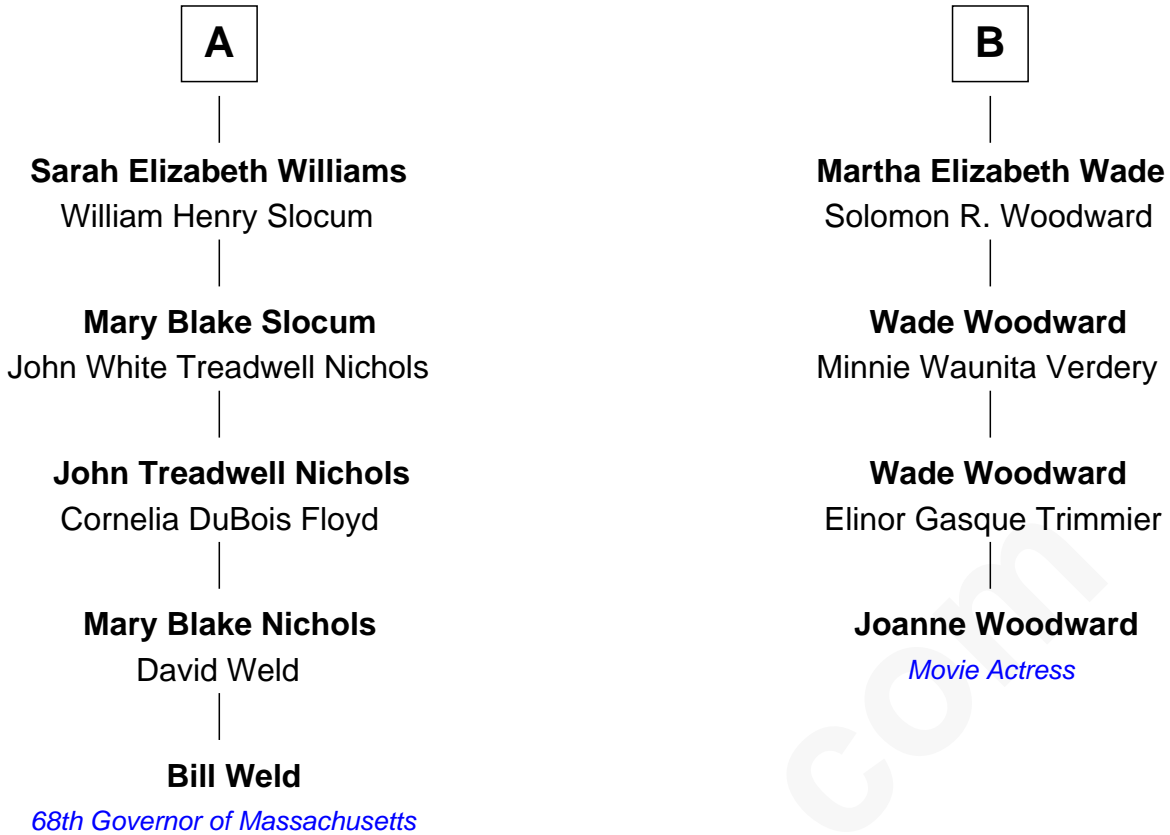 A
Sarah Elizabeth Williams
William Henry Slocum
Mary Blake Slocum
John White Treadwell Nichols
John Treadwell Nichols
Cornelia DuBois Floyd
Mary Blake Nichols
David Weld
Bill Weld
68th Governor of Massachusetts
B
Martha Elizabeth Wade
Solomon R. Woodward
Wade Woodward
Minnie Waunita Verdery
Wade Woodward
Elinor Gasque Trimmier
Joanne Woodward
Movie Actress
com